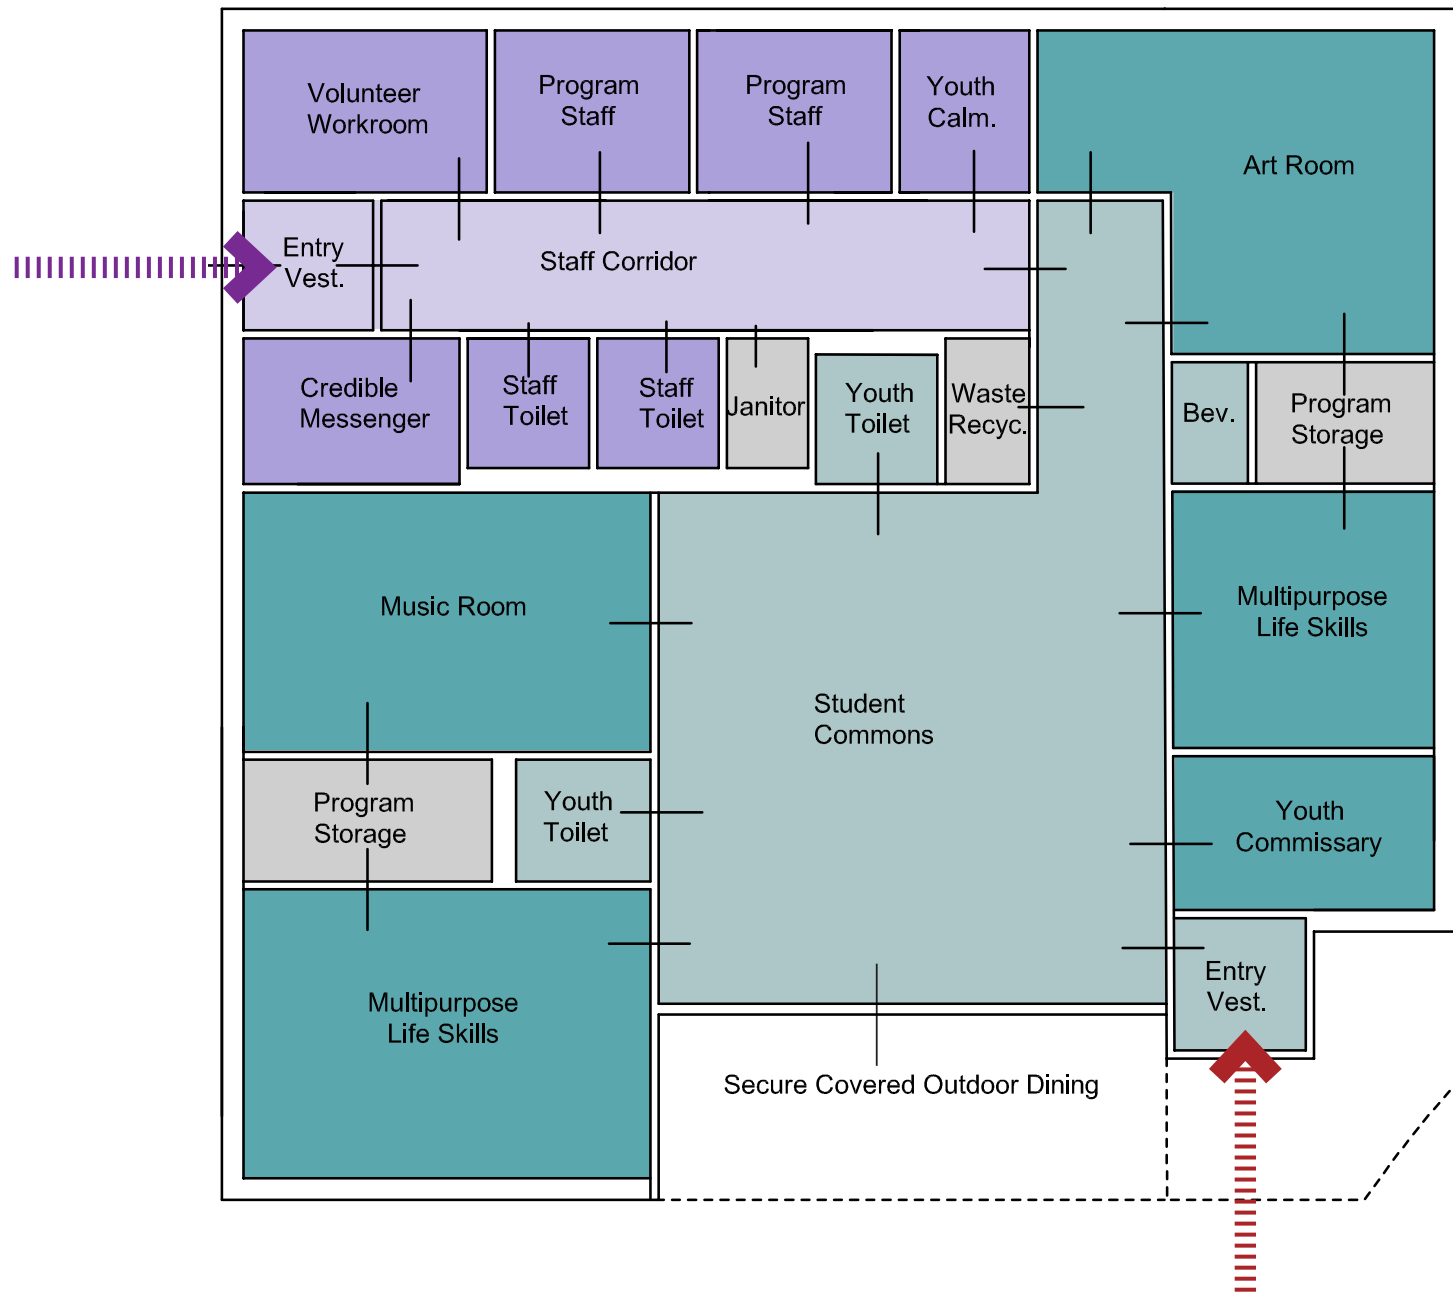 Volunteer
Workroom
Program
Staff
Program
Staff
Youth
Calm.
Art Room
Entry
Vest.
Staff Corridor
Credible
Messenger
Staff
Toilet
Staff
Toilet
Janitor
Youth
Toilet
Waste
Recyc.
Bev.
Program
Storage
Music Room
Multipurpose
Life Skills
Student
Commons
Program
Storage
Youth
Toilet
Youth
Commissary
Multipurpose
Life Skills
Entry
Vest.
Secure Covered Outdoor Dining